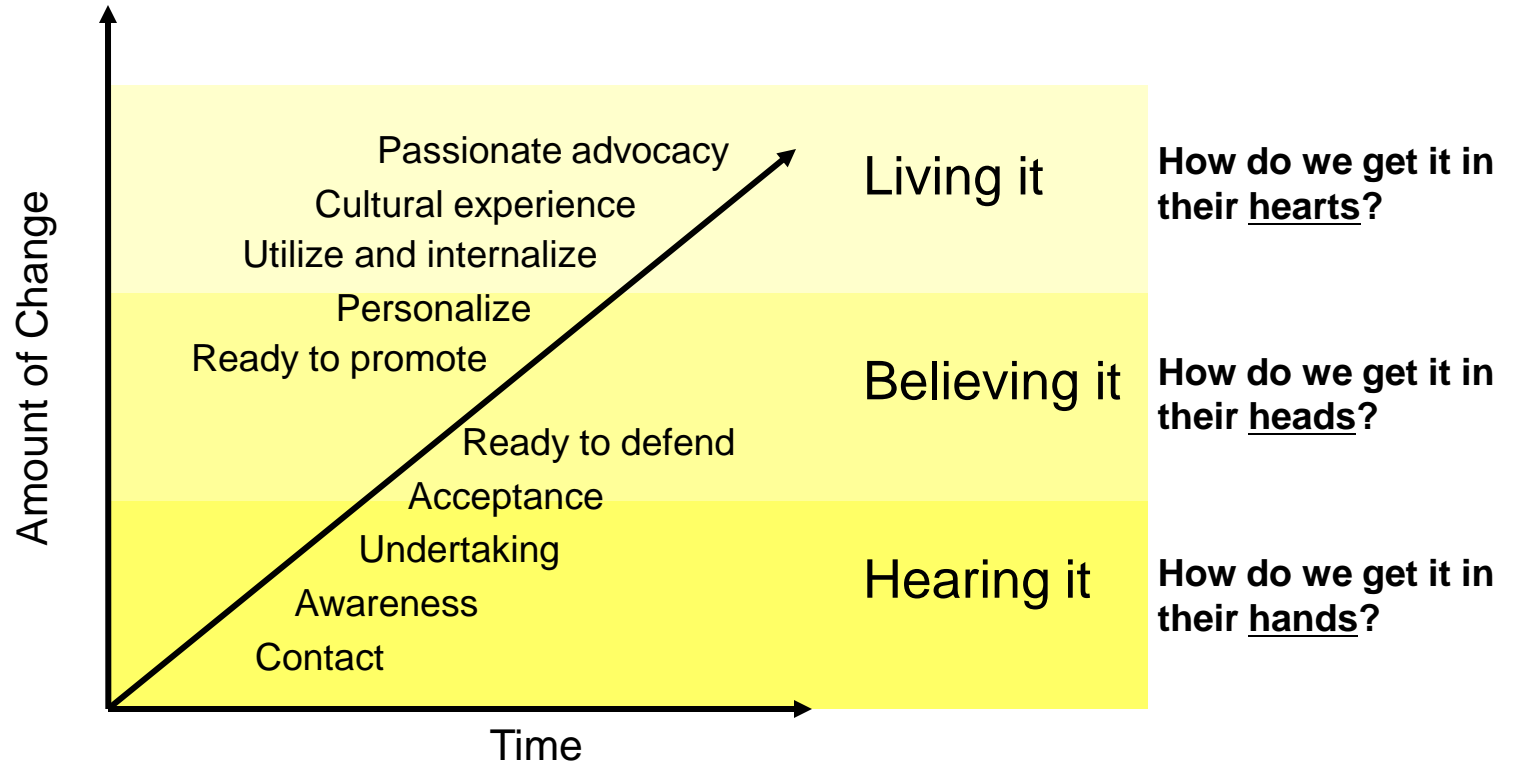 Amount of Change
Passionate advocacy
Cultural experience
Utilize and internalize
Personalize
Ready to promote
Ready to defend
Acceptance
Undertaking
Awareness
Contact
Time
Living it
How do we get it in
their hearts?
Believing it
How do we get it in
their heads?
Hearing it
How do we get it in
their hands?